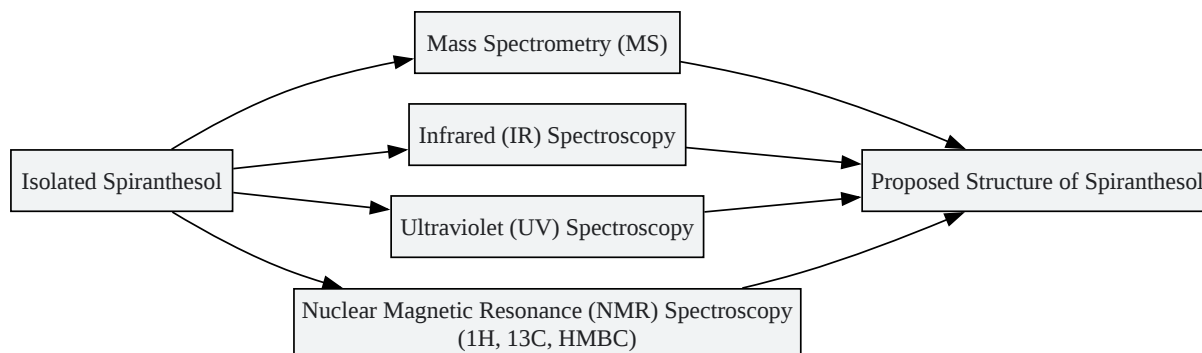 Mass Spectrometry (MS)
Infrared (IR) Spectroscopy
Isolated Spiranthesol
Proposed Structure of Spiranthesol
Ultraviolet (UV) Spectroscopy
Nuclear Magnetic Resonance (NMR) Spectroscopy
(1H, 13C, HMBC)